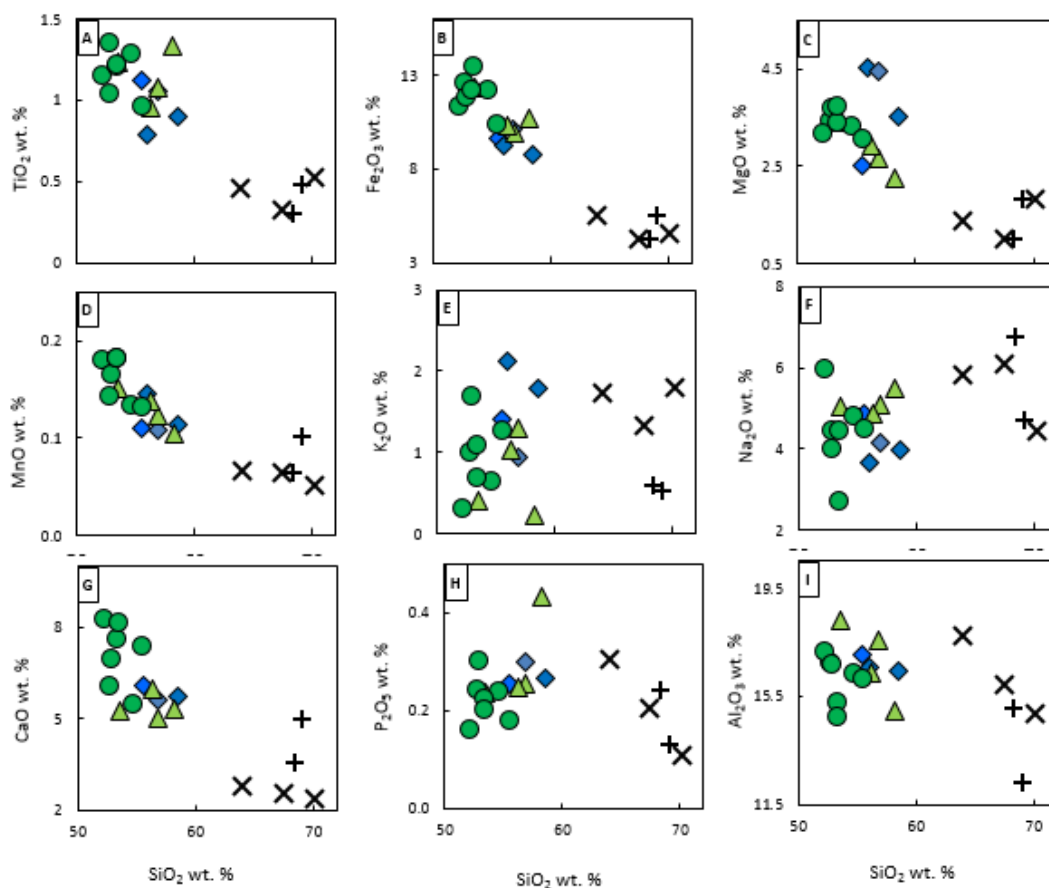 A
TiO₂ wt. %
1.5
1
0.5
0
B
Fe₂O₃ wt. %
13
8
3
C
MgO wt. %
4.5
2.5
0.5
D
MnO wt. %
0.2
0.1
0.0
E
K₂O wt. %
3
2
1
0
F
Na₂O wt. %
8
6
4
2
G
CaO wt. %
8
5
2
50
60
70
SiO₂ wt. %
H
P₂O₅ wt. %
0.4
0.2
0.0
50
60
70
SiO₂ wt. %
I
Al₂O₃ wt. %
19.5
15.5
11.5
50
60
70
SiO₂ wt. %